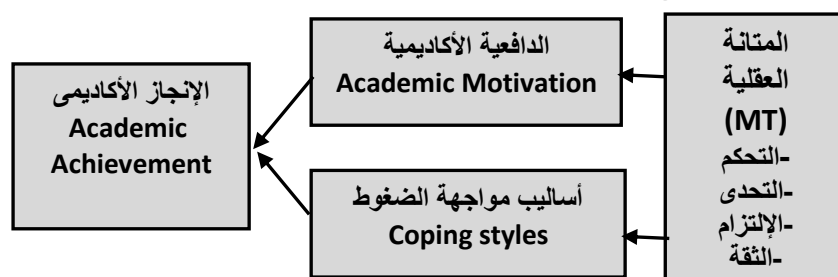 المتانة
العقلية
(MT)
-التحكم
-التحدى
-الإلتزام
-الثقة
الدافعية الأكاديمية
Academic Motivation
أساليب مواجهة الضغوط
Coping styles
الإنجاز الأكاديمى
Academic
Achievement